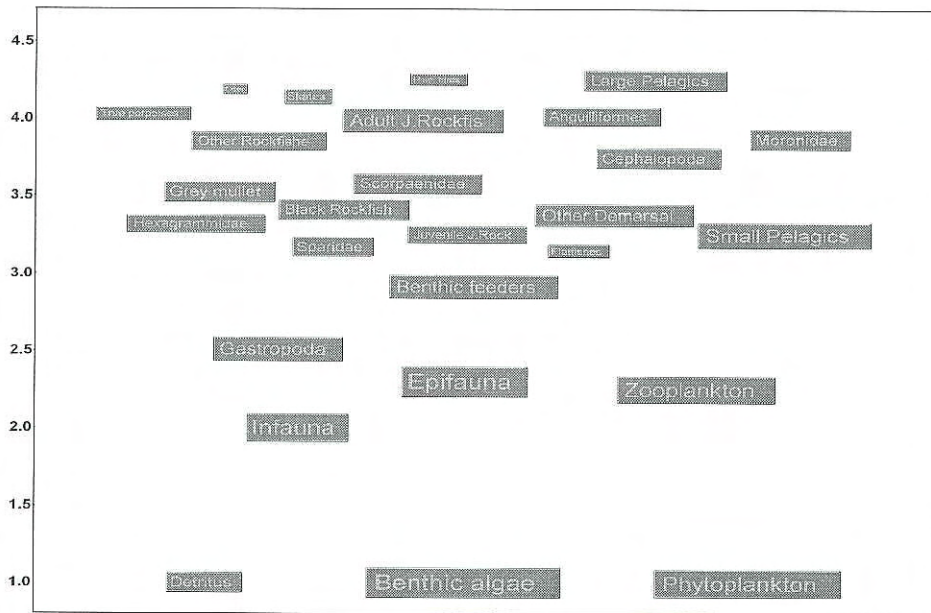 4.5
Large Pelagics
4.0
Adult J.Rockfis
Anguilliformes
Other Rockfishe
Moronidae
Cephalopoda
3.5
Scorpaenidae
Grey mullet
Black Rockfish
Other Demersal
Hexagrammidae
Juvenile J.Rock
Small Pelagics
Sparidae
3.0
Benthic feeders
2.5
Gastropoda
Epifauna
Zooplankton
2.0
Infauna
1.5
1.0
Detritus
Benthic algae
Phytoplankton